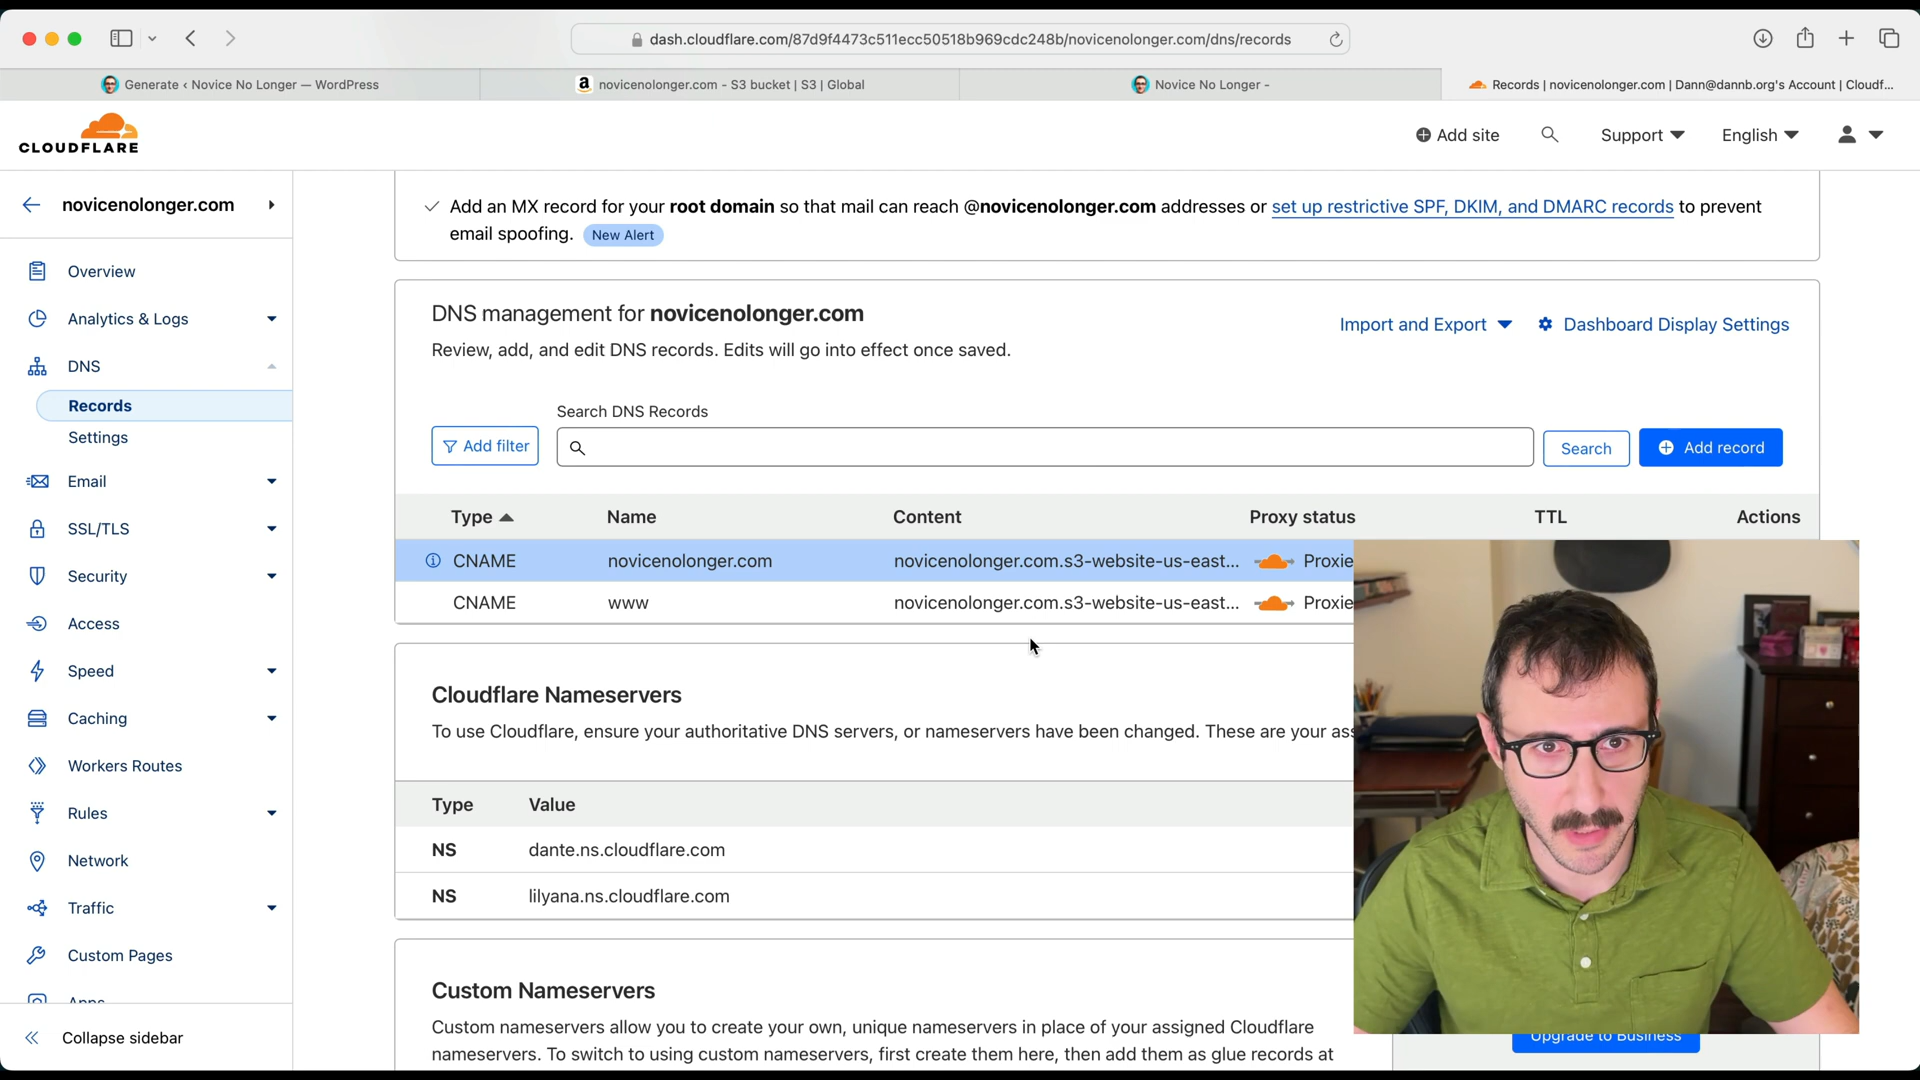 dash.cloudflare.com/87d9f4473c511ecc50518b969cdc248b/novicenolonger.com/dns/records
Generate < Novice No Longer — WordPress
novicenolonger.com - S3 bucket | S3 | Global
Novice No Longer -
Records | novicenolonger.com | Dann@dannb.org's Account | Cloudf...
CLOUDFLARE
Add site
Support
English
novicenolonger.com
Overview
Analytics & Logs
DNS
Records
Settings
Email
SSL/TLS
Security
Access
Speed
Caching
Workers Routes
Rules
Network
Traffic
Custom Pages
Apps
Collapse sidebar
Add an MX record for your root domain so that mail can reach @novicenolonger.com addresses or set up restrictive SPF, DKIM, and DMARC records to prevent
email spoofing. New Alert
DNS management for novicenolonger.com
Review, add, and edit DNS records. Edits will go into effect once saved.
Import and Export
Dashboard Display Settings
Search DNS Records
Add filter
Search
Add record
Type Name Content Proxy status TTL Actions
CNAME novicenolonger.com novicenolonger.com.s3-website-us-east... Proxie
CNAME www novicenolonger.com.s3-website-us-east... Proxie
Cloudflare Nameservers
To use Cloudflare, ensure your authoritative DNS servers, or nameservers have been changed. These are your ass
Type Value
NS dante.ns.cloudflare.com
NS lilyana.ns.cloudflare.com
Custom Nameservers
Custom nameservers allow you to create your own, unique nameservers in place of your assigned Cloudflare
nameservers. To switch to using custom nameservers, first create them here, then add them as glue records at
Upgrade to Business